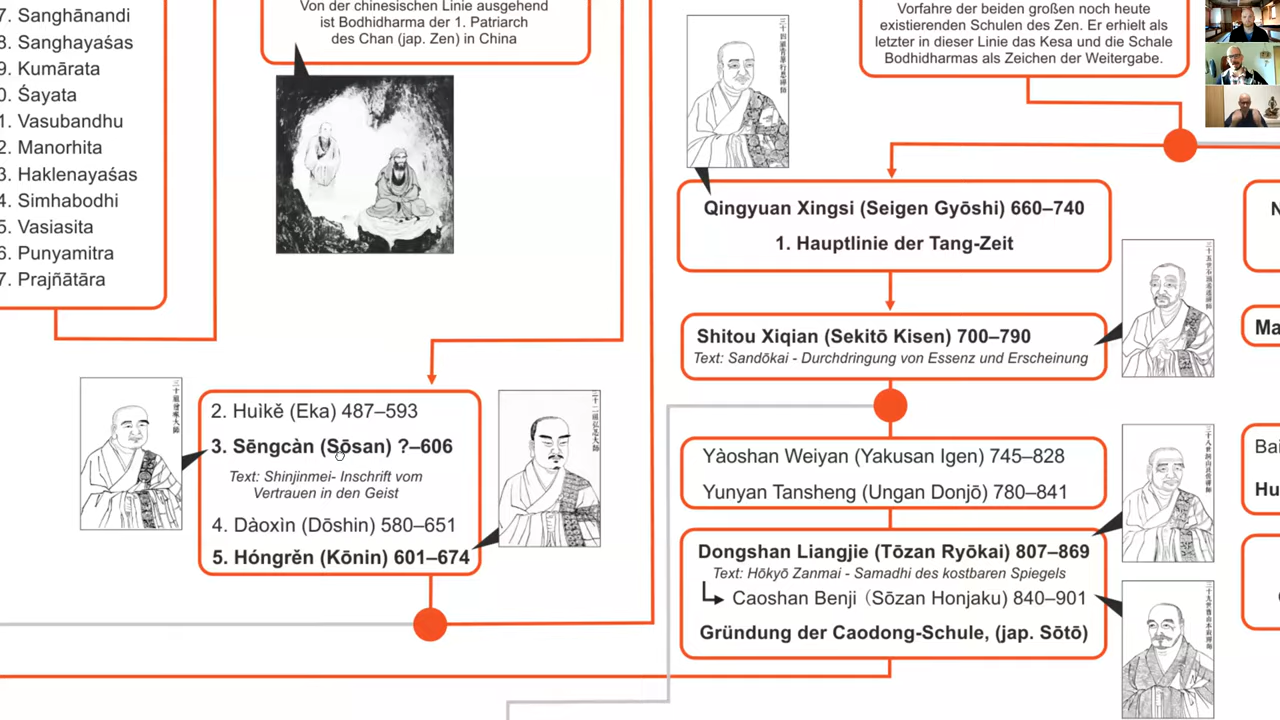 7. Sanghānandi
8. Sanghayaśas
9. Kumārata
0. Śayata
1. Vasubandhu
2. Manorhita
3. Haklenayaśas
4. Simhabodhi
5. Vasiasita
6. Punyamitra
7. Prajñātāra
Von der chinesischen Linie ausgehend
ist Bodhidharma der 1. Patriarch
des Chan (jap. Zen) in China
2. Huìkě (Eka) 487–593
3. Sēngcàn (Sōsan) ?–606
Text: Shinjinmei- Inschrift vom
Vertrauen in den Geist
4. Dàoxìn (Dōshin) 580–651
5. Hóngrěn (Kōnin) 601–674
Vorfahre der beiden großen noch heute
existierenden Schulen des Zen. Er erhielt als
letzter in dieser Linie das Kesa und die Schale
Bodhidharmas als Zeichen der Weitergabe.
Qingyuan Xingsi (Seigen Gyōshi) 660–740
1. Hauptlinie der Tang-Zeit
Shitou Xiqian (Sekitō Kisen) 700–790
Text: Sandōkai - Durchdringung von Essenz und Erscheinung
Yàoshan Weiyan (Yakusan Igen) 745–828
Yunyan Tansheng (Ungan Donjō) 780–841
Dongshan Liangjie (Tōzan Ryōkai) 807–869
Text: Hōkyō Zanmai - Samadhi des kostbaren Spiegels
Caoshan Benji (Sōzan Honjaku) 840–901
Gründung der Caodong-Schule, (jap. Sōtō)
N
Ma
Bai
Hu